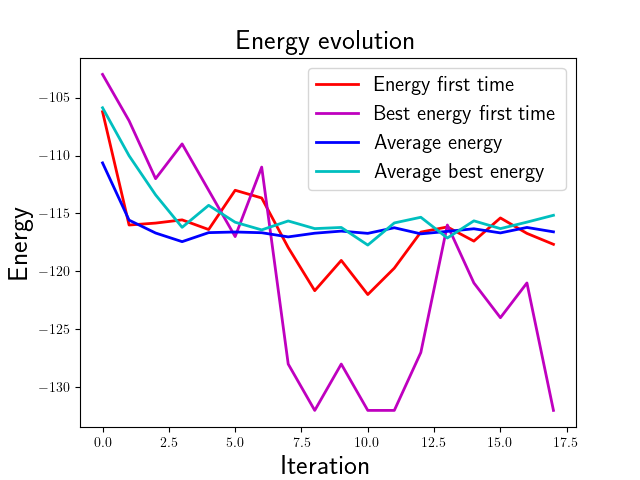 Energy evolution
Energy first time
Best energy first time
Average energy
Average best energy
−105
−110
−115
−120
−125
−130
Energy
0.0 2.5 5.0 7.5 10.0 12.5 15.0 17.5
Iteration